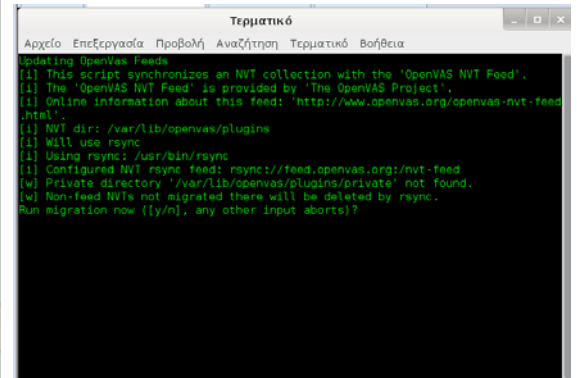 Τερματικό
Αρχείο Επεξεργασία Προβολή Αναζήτηση Τερματικό Βοήθεια
Updating OpenVas Feeds
[i] This script synchronizes an NVT collection with the 'OpenVAS NVT Feed'.
[i] The 'OpenVAS NVT Feed' is provided by 'The OpenVAS Project'.
[i] Online information about this feed: 'http://www.openvas.org/openvas-nvt-feed
.html'.
[i] NVT dir: /var/lib/openvas/plugins
[i] Will use rsync
[i] Using rsync: /usr/bin/rsync
[i] Configured NVT rsync feed: rsync://feed.openvas.org:/nvt-feed
[w] Private directory '/var/lib/openvas/plugins/private' not found.
[w] Non-feed NVTs not migrated there will be deleted by rsync.
Run migration now ([y/n], any other input aborts)?